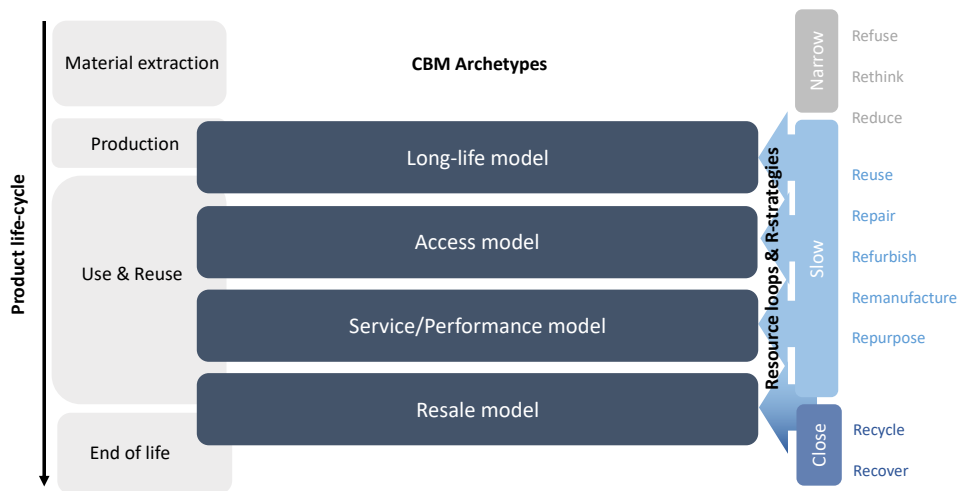 Product life-cycle
Material extraction
Production
Use & Reuse
End of life
CBM Archetypes
Long-life model
Access model
Service/Performance model
Resale model
Resource loops & R-strategies
Narrow
Slow
Close
Refuse
Rethink
Reduce
Reuse
Repair
Refurbish
Remanufacture
Repurpose
Recycle
Recover